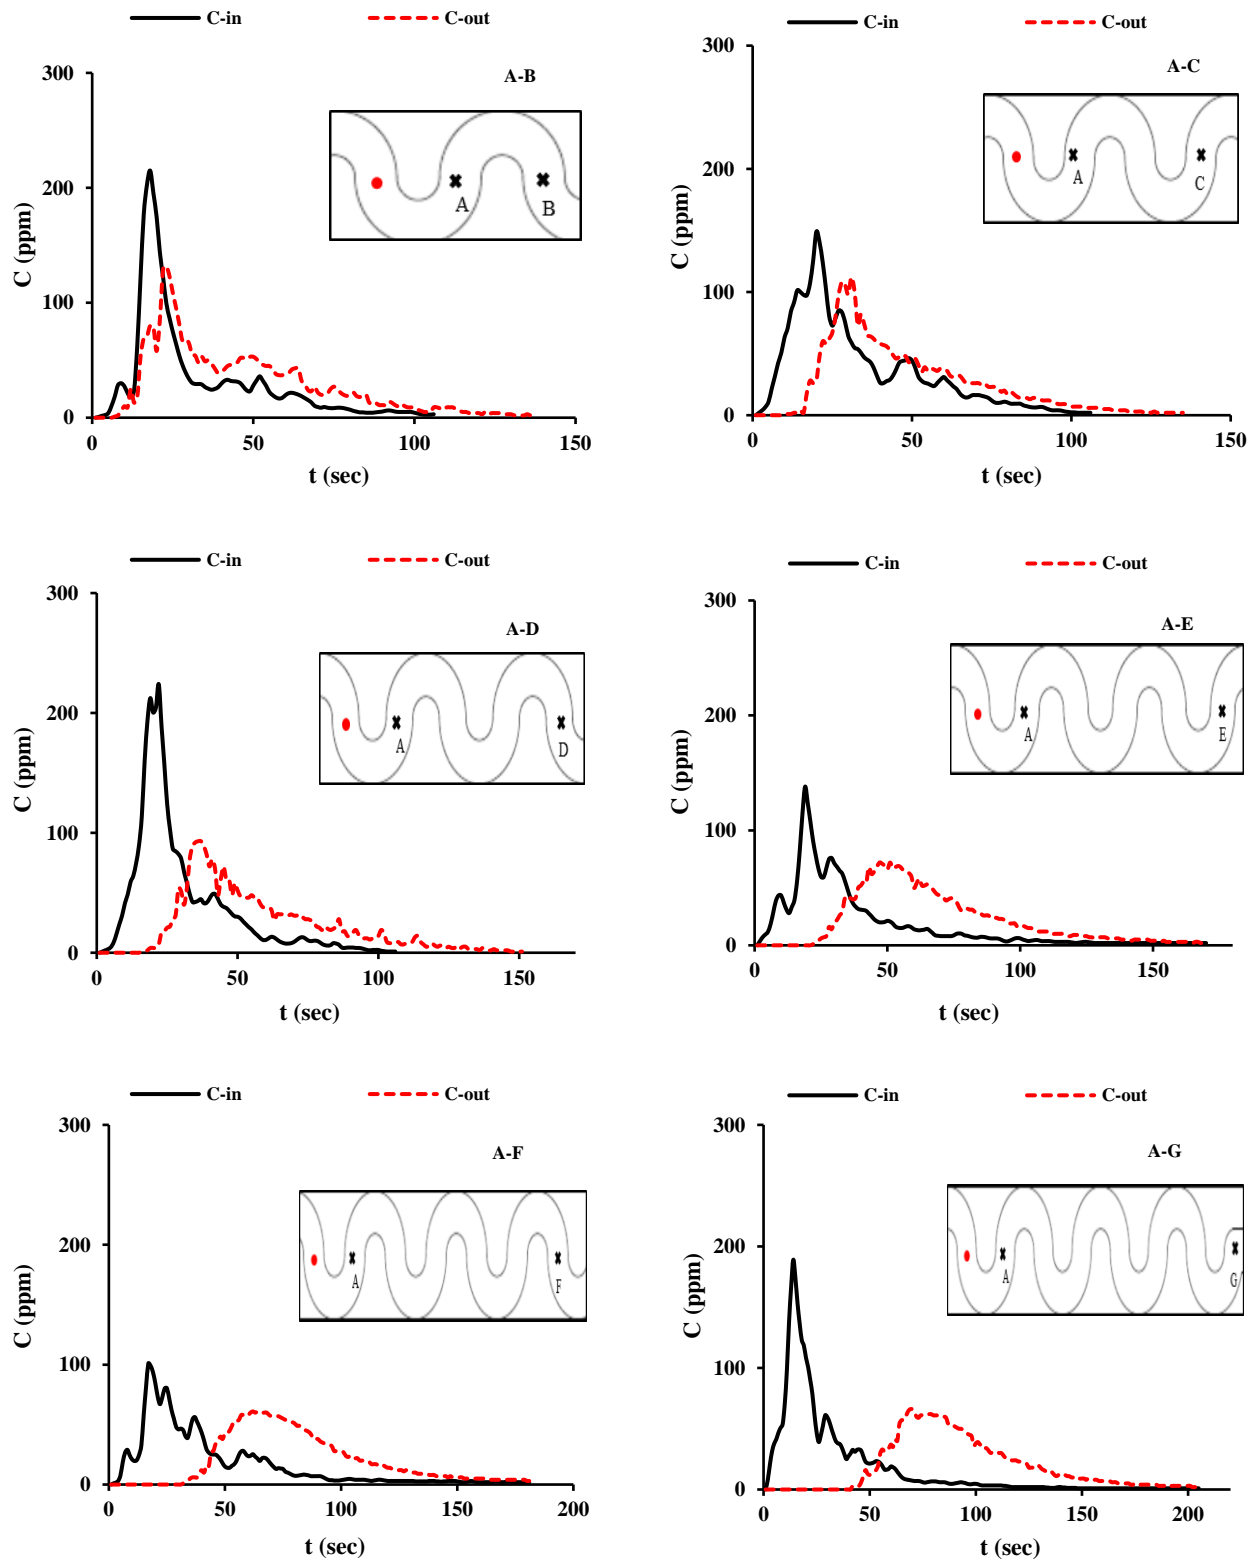 C-in C-out
300
200
100
0
0 50 100 150
C (ppm)
t (sec)
A-B
A B
C-in C-out
300
200
100
0
0 50 100 150
C (ppm)
t (sec)
A-C
A C
C-in C-out
300
200
100
0
0 50 100 150
C (ppm)
t (sec)
A-D
A D
C-in C-out
300
200
100
0
0 50 100 150
C (ppm)
t (sec)
A-E
A E
C-in C-out
300
200
100
0
0 50 100 150 200
C (ppm)
t (sec)
A-F
A F
C-in C-out
300
200
100
0
0 50 100 150 200
C (ppm)
t (sec)
A-G
A G